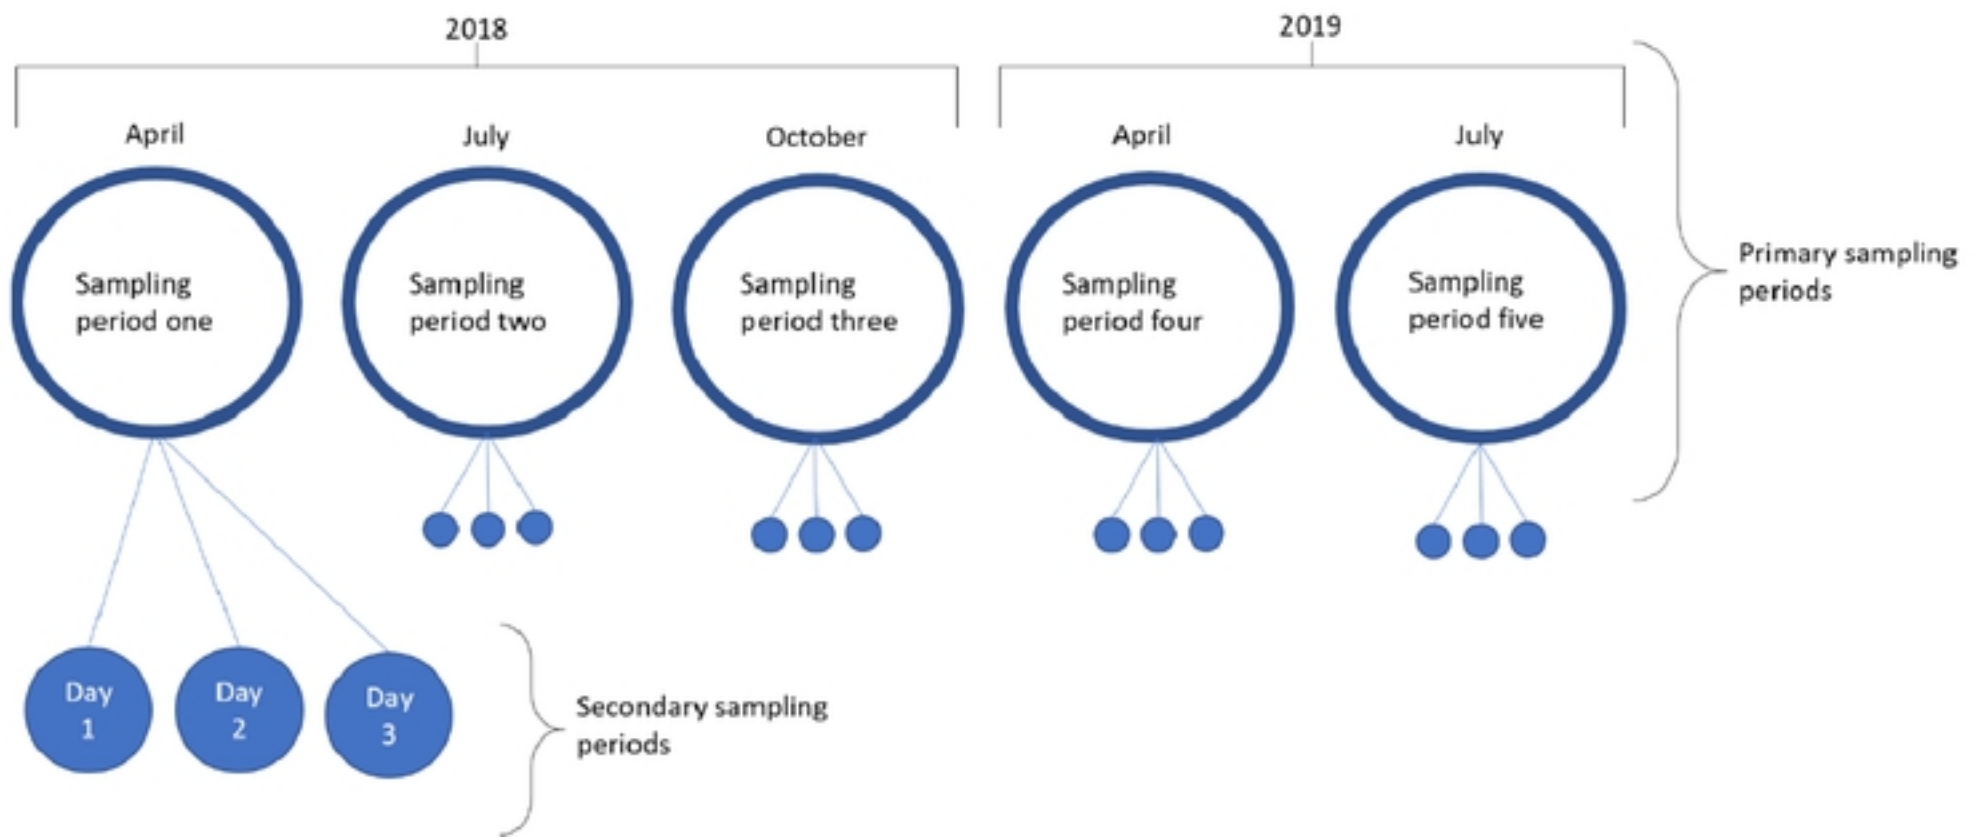 2018
2019
April
July
October
April
July
Sampling
period one
Sampling
period two
Sampling
period three
Sampling
period four
Sampling
period five
Primary sampling
periods
Day
1
Day
2
Day
3
Secondary sampling
periods